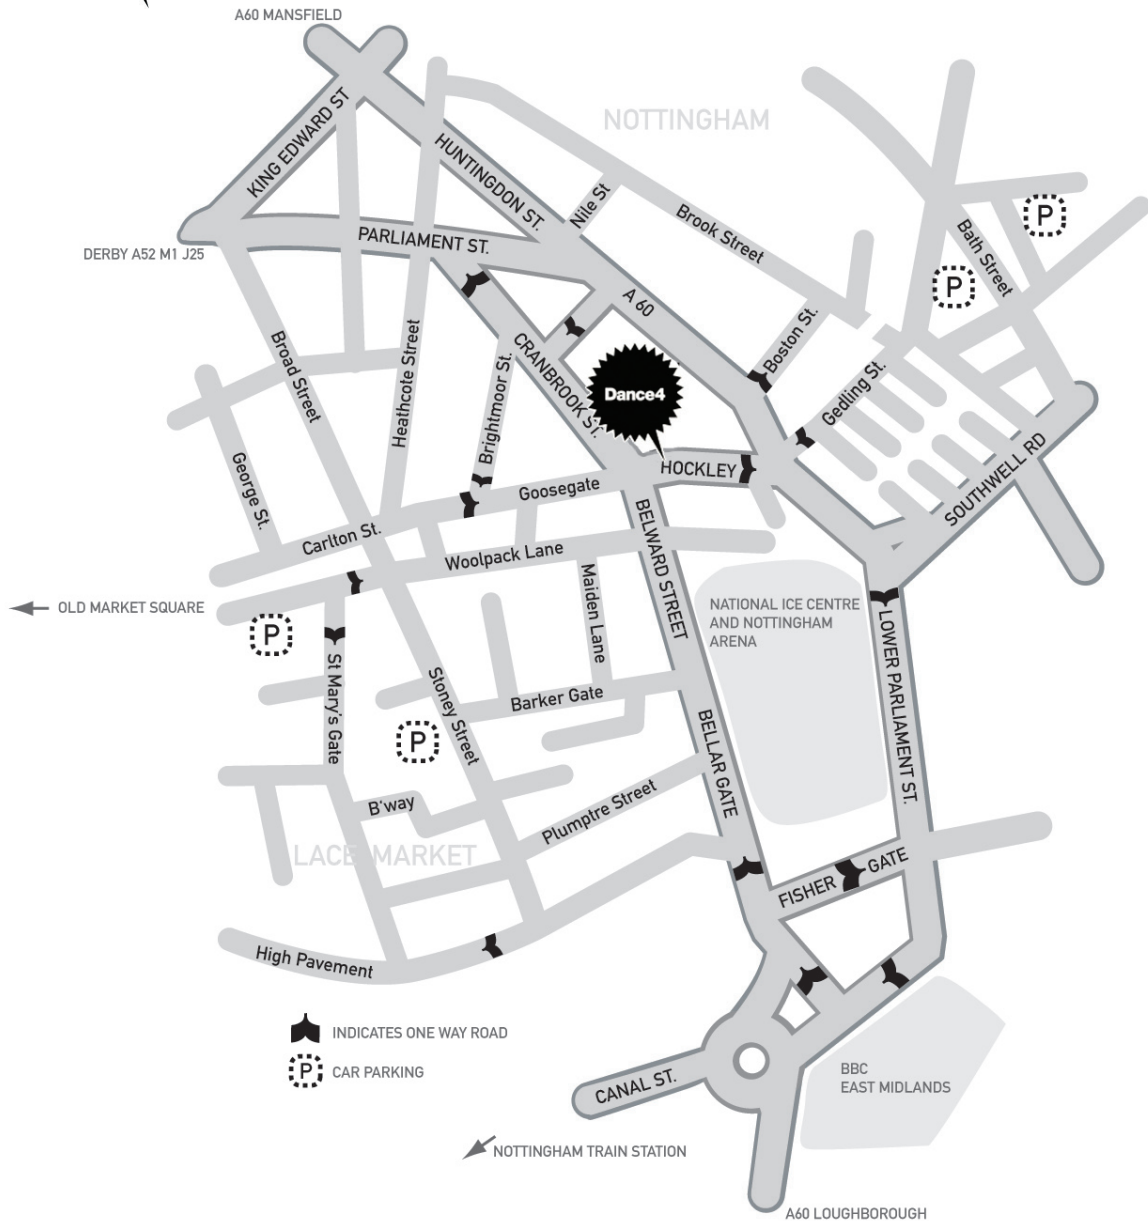 A60 MANSFIELD
NOTTINGHAM
KING EDWARD ST
HUNTINGDON ST.
Nile St
Brook Street
PARLIAMENT ST.
DERBY A52 M1 J25
P
Bath Street
P
A 60
Boston St.
Broad Street
Heathcote Street
CRANBROOK ST.
Brightmoor St.
Dance4
Gedling St.
George St.
HOCKLEY
SOUTHWELL RD
Goosegate
Carlton St.
Woolpack Lane
BELWARD STREET
Maiden Lane
OLD MARKET SQUARE
P
NATIONAL ICE CENTRE
AND NOTTINGHAM
ARENA
LOWER PARLIAMENT ST.
St Mary's Gate
Stoney Street
Barker Gate
P
BELLAR GATE
B'way
Plumptre Street
LACE MARKET
FISHER GATE
High Pavement
INDICATES ONE WAY ROAD
P CAR PARKING
BBC
EAST MIDLANDS
CANAL ST.
NOTTINGHAM TRAIN STATION
A60 LOUGHBOROUGH